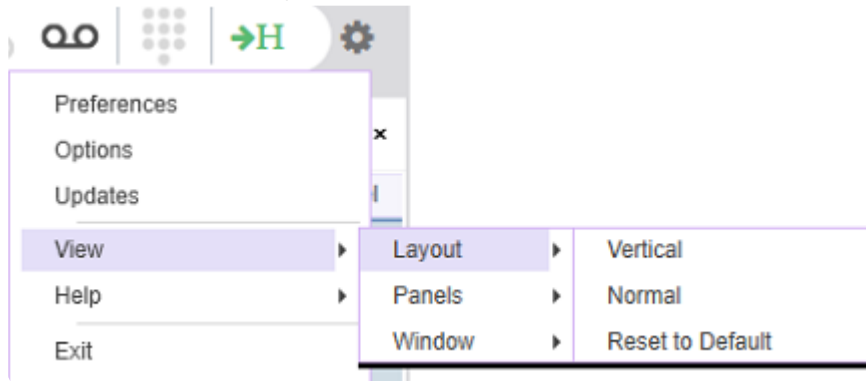 H
Preferences
Options
Updates
View
Help
Exit
Layout
Panels
Window
Vertical
Normal
Reset to Default